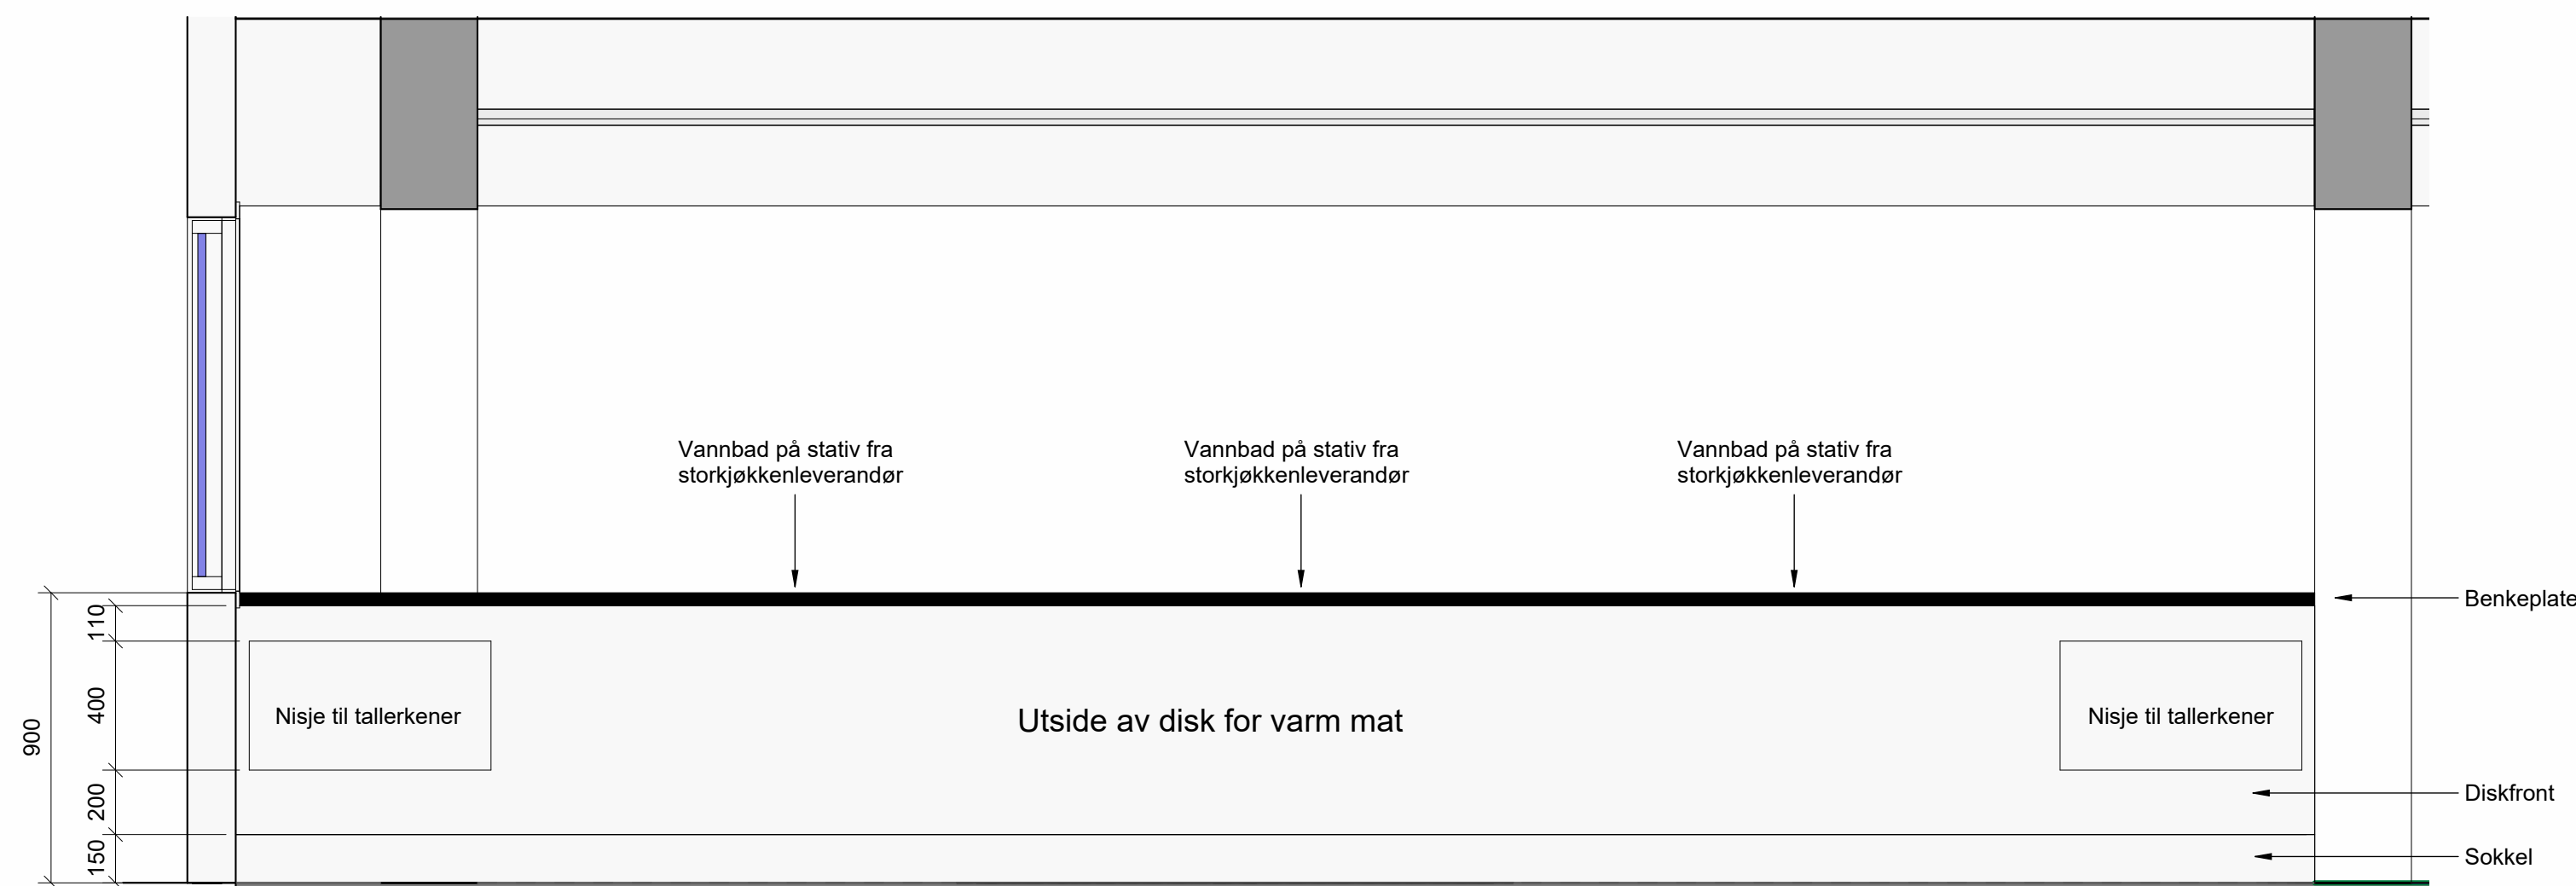 Vannbad på stativ fra
storkjøkkenleverandør
Vannbad på stativ fra
storkjøkkenleverandør
Vannbad på stativ fra
storkjøkkenleverandør
Benkeplate
110
400
900
200
150
Nisje til tallerkener
Utside av disk for varm mat
Nisje til tallerkener
Diskfront
Sokkel